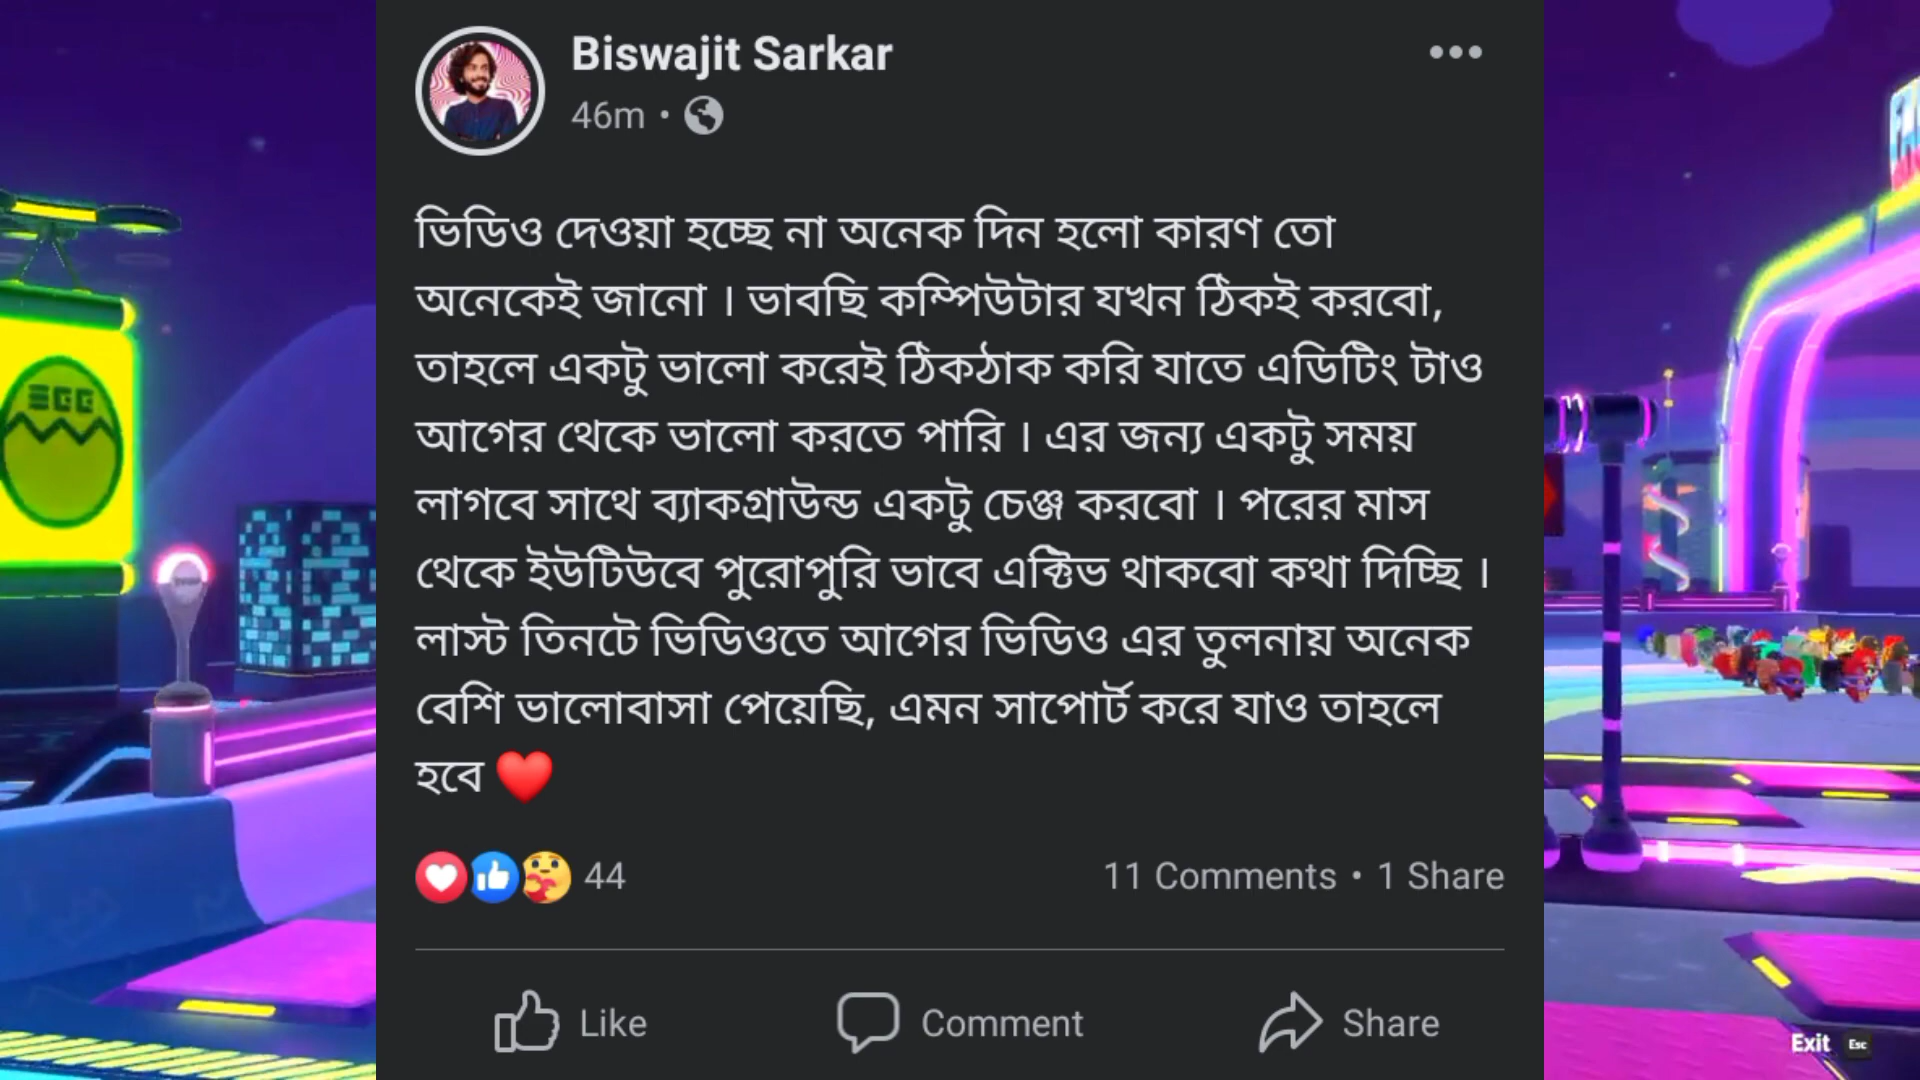 Biswajit Sarkar
46m •
ভিডিও দেওয়া হচ্ছে না অনেক দিন হলো কারণ তো
অনেকেই জানো । ভাবছি কম্পিউটার যখন ঠিকই করবো,
তাহলে একটু ভালো করেই ঠিকঠাক করি যাতে এডিটিং টাও
আগের থেকে ভালো করতে পারি । এর জন্য একটু সময়
লাগবে সাথে ব্যাকগ্রাউন্ড একটু চেঞ্জ করবো । পরের মাস
থেকে ইউটিউবে পুরোপুরি ভাবে এক্টিভ থাকবো কথা দিচ্ছি ।
লাস্ট তিনটে ভিডিওতে আগের ভিডিও এর তুলনায় অনেক
বেশি ভালোবাসা পেয়েছি, এমন সাপোর্ট করে যাও তাহলে
হবে ❤️
44
11 Comments • 1 Share
Like
Comment
Share
EGG
Exit Esc